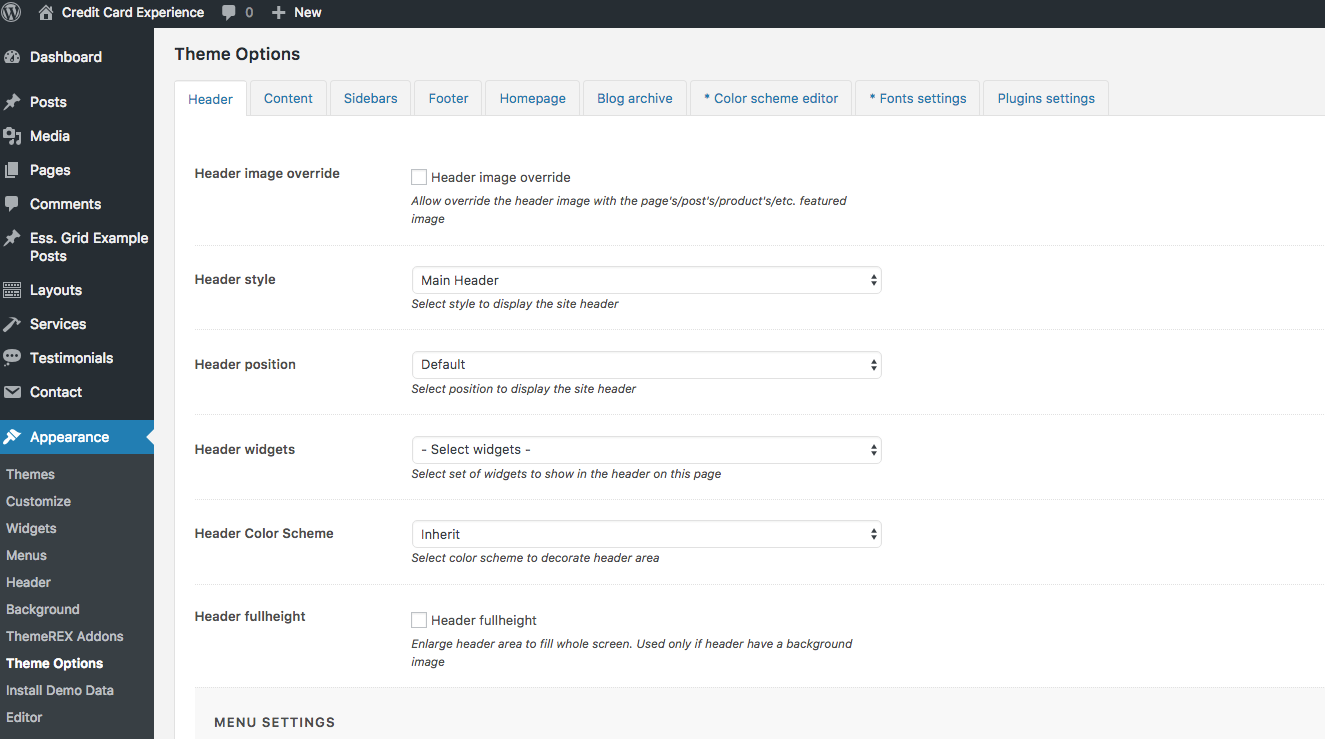 Credit Card Experience 0 New
Dashboard
Posts
Media
Pages
Comments
Ess. Grid Example
Posts
Layouts
Services
Testimonials
Contact
Appearance
Themes
Customize
Widgets
Menus
Header
Background
ThemeREX Addons
Theme Options
Install Demo Data
Editor
Theme Options
Header Content Sidebars Footer Homepage Blog archive * Color scheme editor * Fonts settings Plugins settings
Header image override
Header image override
Allow override the header image with the page's/post's/product's/etc. featured
image
Header style
Main Header
Select style to display the site header
Header position
Default
Select position to display the site header
Header widgets
- Select widgets -
Select set of widgets to show in the header on this page
Header Color Scheme
Inherit
Select color scheme to decorate header area
Header fullheight
Header fullheight
Enlarge header area to fill whole screen. Used only if header have a background
image
MENU SETTINGS